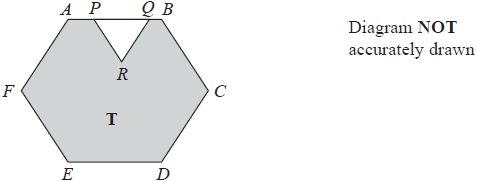 A P Q B
Diagram NOT
accurately drawn
R
F C
T
E D